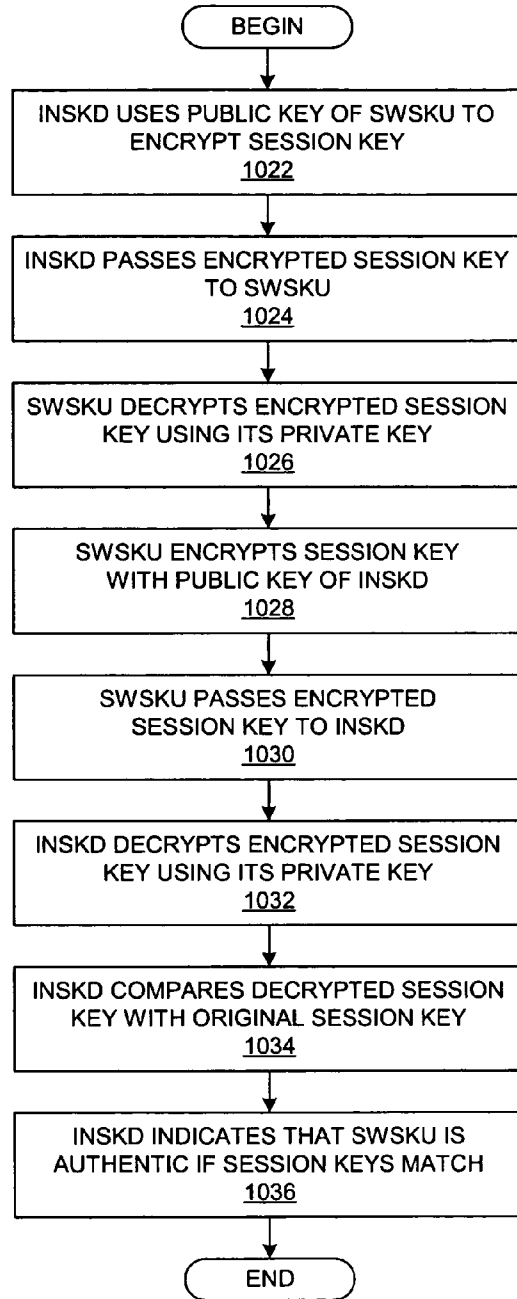 BEGIN
INSKD USES PUBLIC KEY OF SWSKU TO
ENCRYPT SESSION KEY
1022
INSKD PASSES ENCRYPTED SESSION KEY
TO SWSKU
1024
SWSKU DECRYPTS ENCRYPTED SESSION
KEY USING ITS PRIVATE KEY
1026
SWSKU ENCRYPTS SESSION KEY
WITH PUBLIC KEY OF INSKD
1028
SWSKU PASSES ENCRYPTED
SESSION KEY TO INSKD
1030
INSKD DECRYPTS ENCRYPTED SESSION
KEY USING ITS PRIVATE KEY
1032
INSKD COMPARES DECRYPTED SESSION
KEY WITH ORIGINAL SESSION KEY
1034
INSKD INDICATES THAT SWSKU IS
AUTHENTIC IF SESSION KEYS MATCH
1036
END